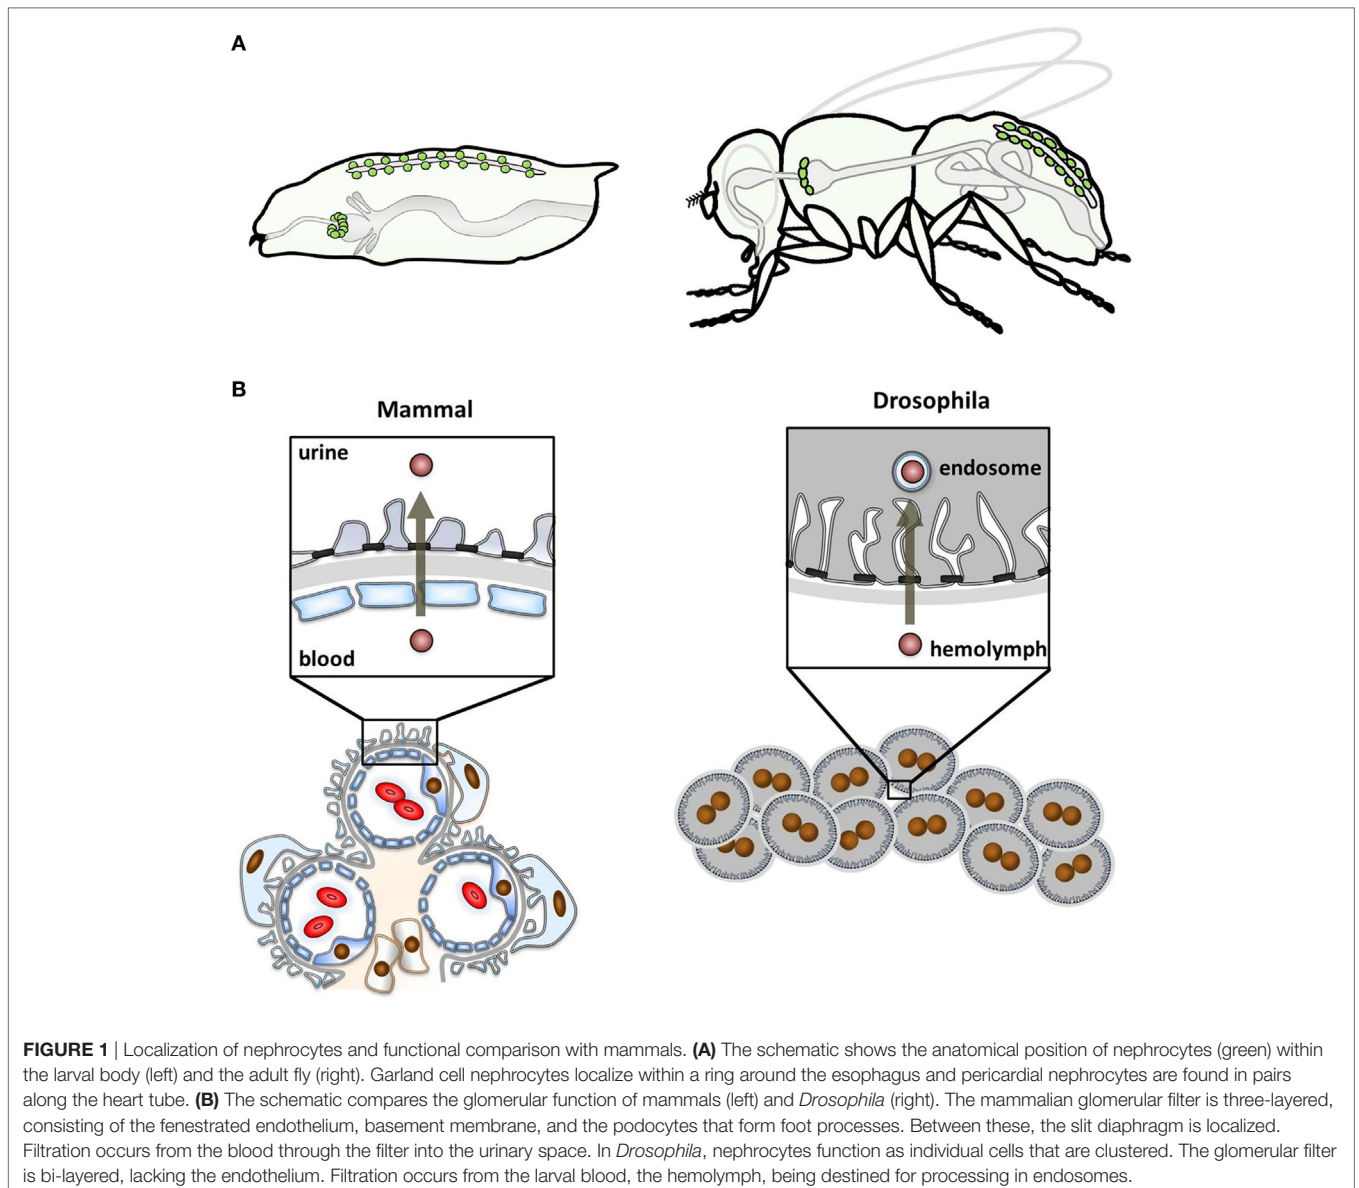 A
B
Mammal
Drosophila
urine
endosome
blood
hemolymph
FIGURE 1 | Localization of nephrocytes and functional comparison with mammals. (A) The schematic shows the anatomical position of nephrocytes (green) within
the larval body (left) and the adult fly (right). Garland cell nephrocytes localize within a ring around the esophagus and pericardial nephrocytes are found in pairs
along the heart tube. (B) The schematic compares the glomerular function of mammals (left) and Drosophila (right). The mammalian glomerular filter is three-layered,
consisting of the fenestrated endothelium, basement membrane, and the podocytes that form foot processes. Between these, the slit diaphragm is localized.
Filtration occurs from the blood through the filter into the urinary space. In Drosophila, nephrocytes function as individual cells that are clustered. The glomerular filter
is bi-layered, lacking the endothelium. Filtration occurs from the larval blood, the hemolymph, being destined for processing in endosomes.